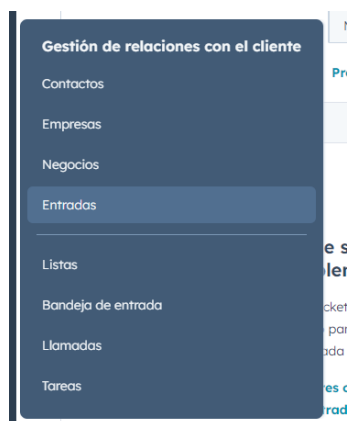 Gestión de relaciones con el cliente
Contactos
Empresas
Negocios
Entradas
Listas
Bandeja de entrada
Llamadas
Tareas